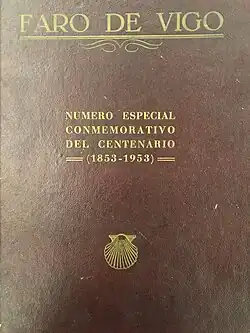 FARO DE VIGO
NUMERO ESPECIAL
CONMEMORATIVO
DEL CENTENARIO
(1853-1953)